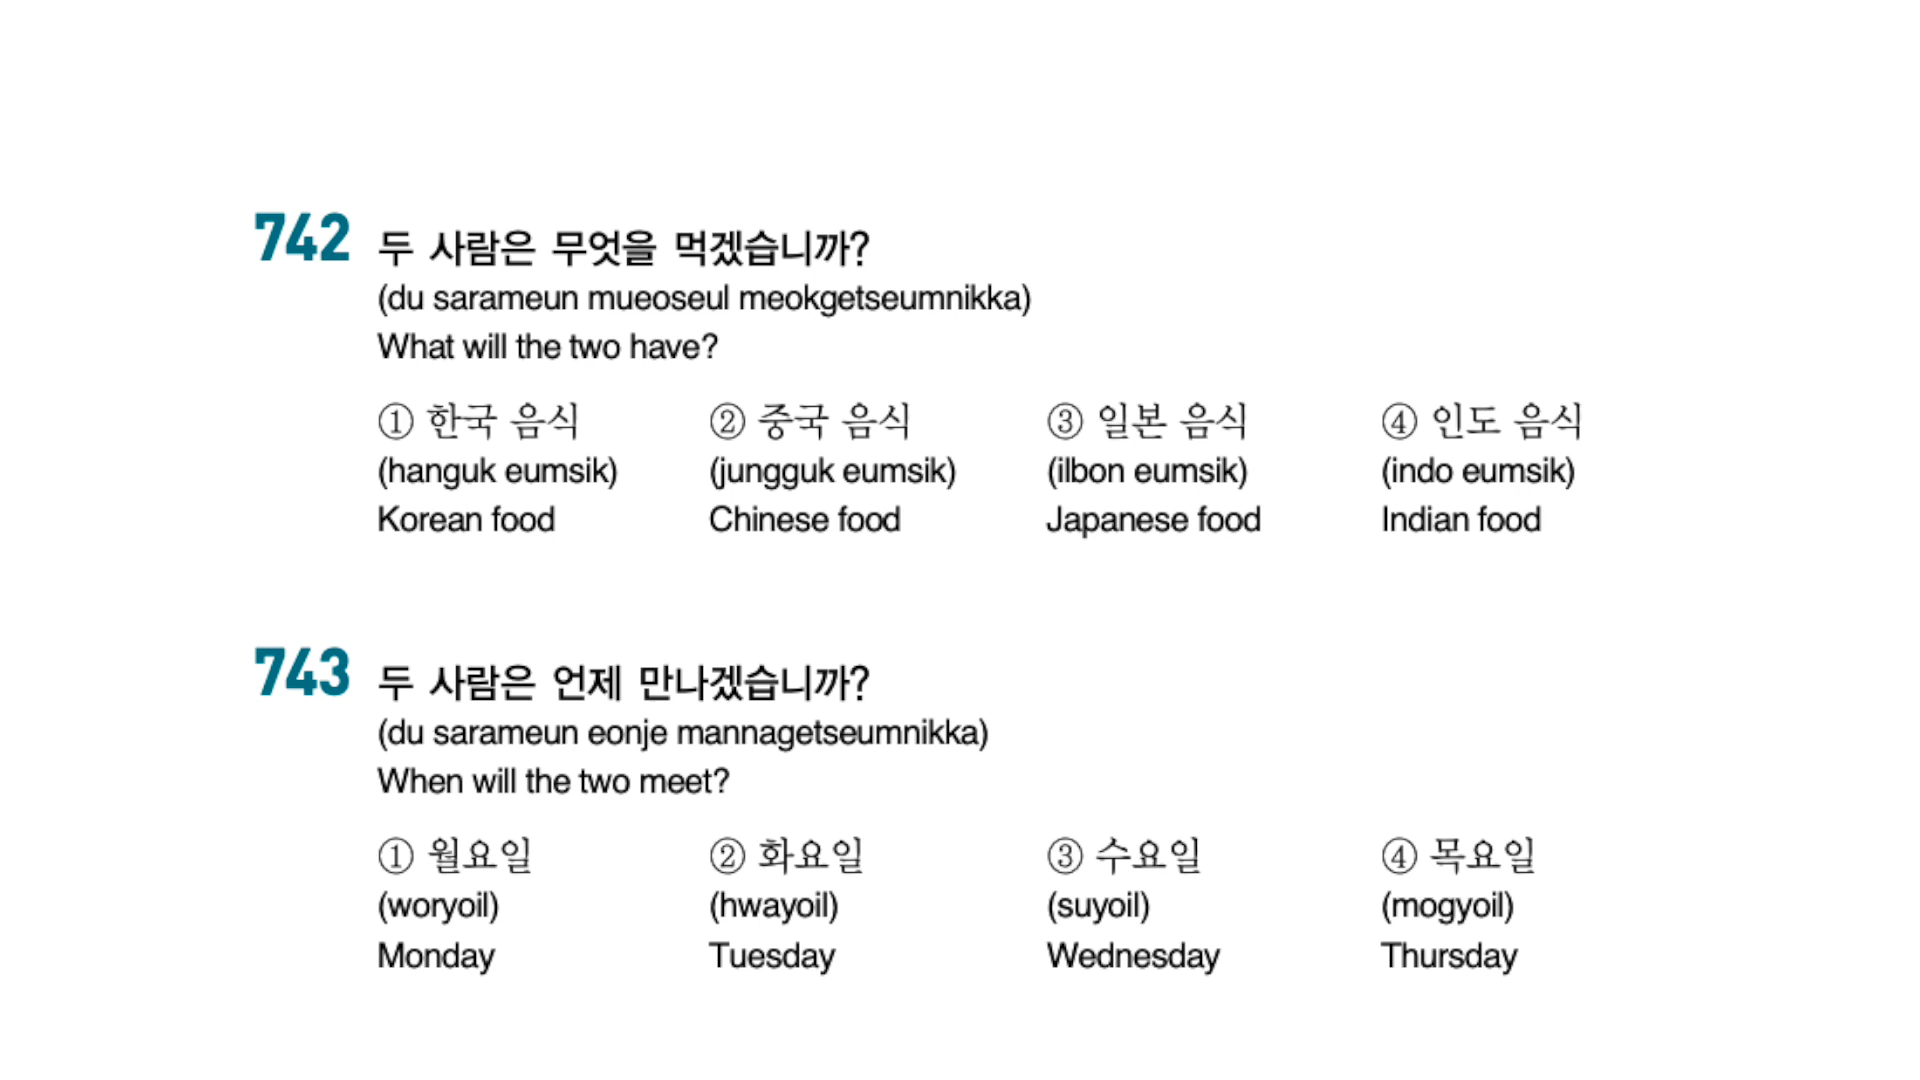 742 두 사람은 무엇을 먹겠습니까?
(du sarameun mueoseul meokgetseumnikka)
What will the two have?
① 한국 음식 ② 중국 음식 ③ 일본 음식 ④ 인도 음식
(hanguk eumsik) (jungguk eumsik) (ilbon eumsik) (indo eumsik)
Korean food Chinese food Japanese food Indian food
743 두 사람은 언제 만나겠습니까?
(du sarameun eonje mannagetseumnikka)
When will the two meet?
① 월요일 ② 화요일 ③ 수요일 ④ 목요일
(woryoil) (hwayoil) (suyoil) (mogyoil)
Monday Tuesday Wednesday Thursday